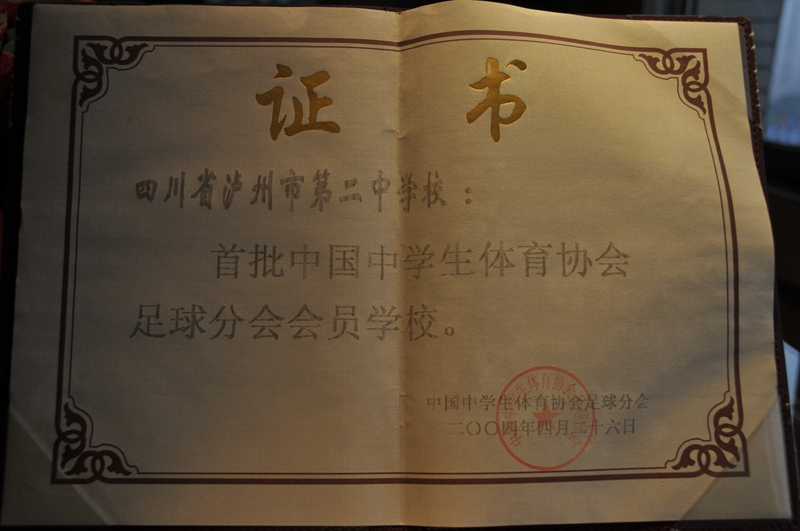 证 书
四川省泸州市第二中学校：
首批中国中学生体育协会
足球分会会员学校。
中国中学生体育协会足球分会
二〇〇四年四月二十六日